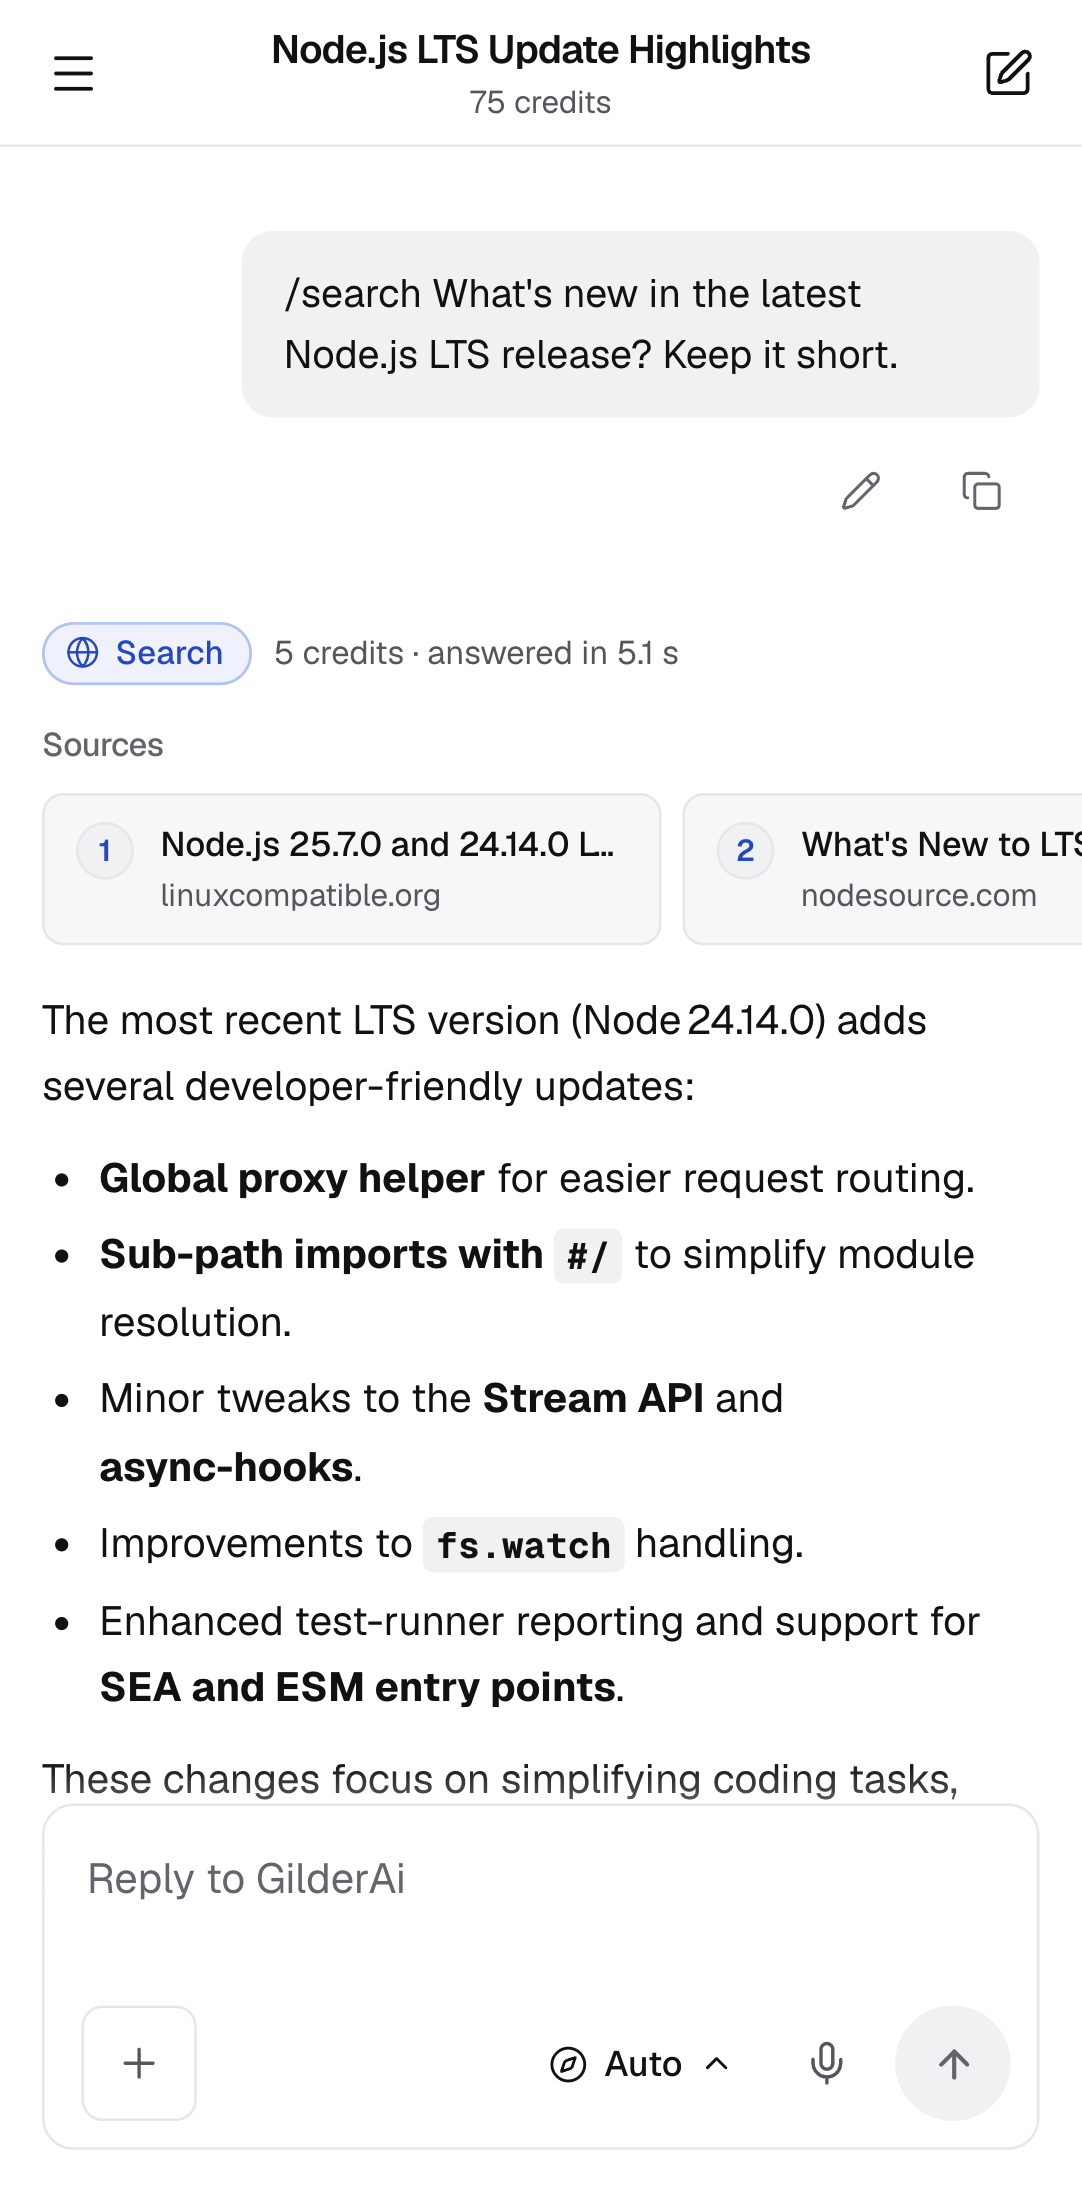 Node.js LTS Update Highlights
75 credits
/search What's new in the latest
Node.js LTS release? Keep it short.
Search 5 credits · answered in 5.1 s
Sources
1 Node.js 25.7.0 and 24.14.0 L...
linuxcompatible.org
2 What's New to LTS
nodesource.com
The most recent LTS version (Node 24.14.0) adds
several developer-friendly updates:
• Global proxy helper for easier request routing.
• Sub-path imports with #/ to simplify module
resolution.
• Minor tweaks to the Stream API and
async-hooks.
• Improvements to fs.watch handling.
• Enhanced test-runner reporting and support for
SEA and ESM entry points.
These changes focus on simplifying coding tasks,
Reply to GilderAi
Auto